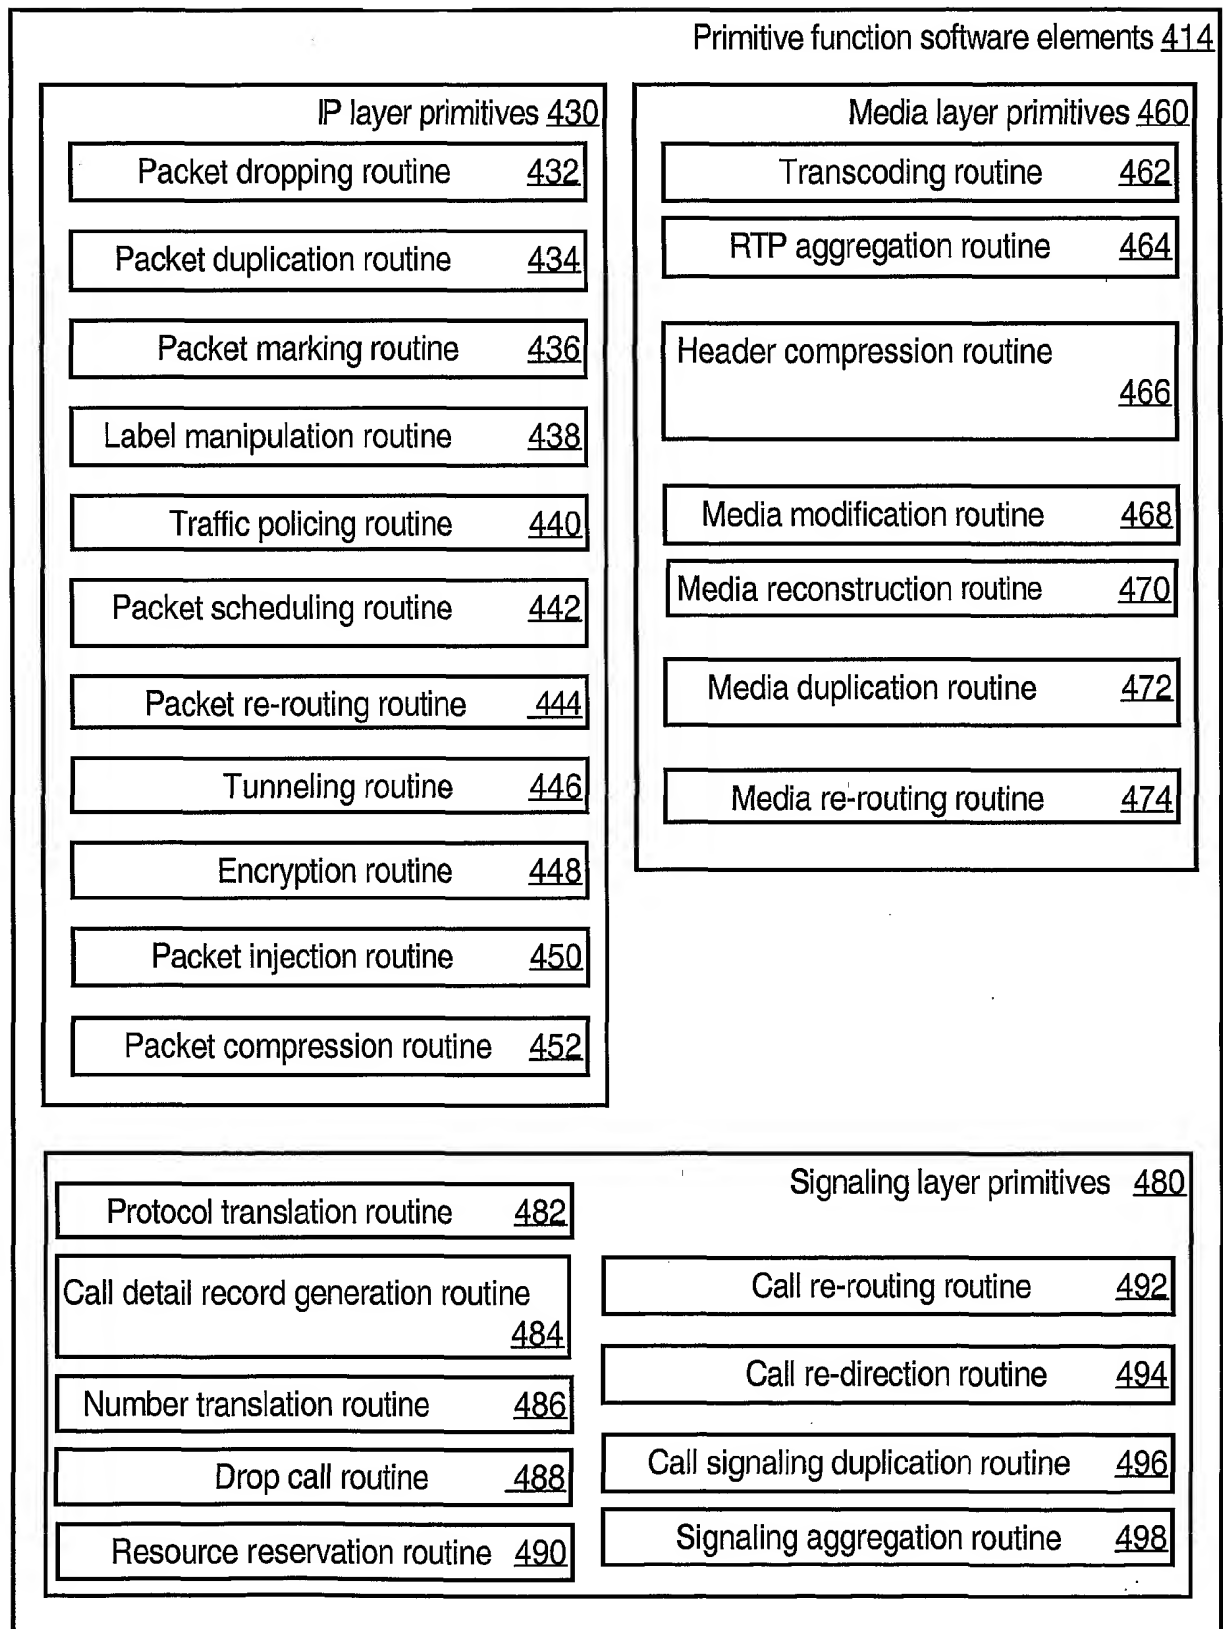 Primitive function software elements 414
IP layer primitives 430
Packet dropping routine 432
Packet duplication routine 434
Packet marking routine 436
Label manipulation routine 438
Traffic policing routine 440
Packet scheduling routine 442
Packet re-routing routine 444
Tunneling routine 446
Encryption routine 448
Packet injection routine 450
Packet compression routine 452
Media layer primitives 460
Transcoding routine 462
RTP aggregation routine 464
Header compression routine
466
Media modification routine 468
Media reconstruction routine 470
Media duplication routine 472
Media re-routing routine 474
Signaling layer primitives 480
Protocol translation routine 482
Call detail record generation routine
484
Number translation routine 486
Drop call routine 488
Resource reservation routine 490
Call re-routing routine 492
Call re-direction routine 494
Call signaling duplication routine 496
Signaling aggregation routine 498